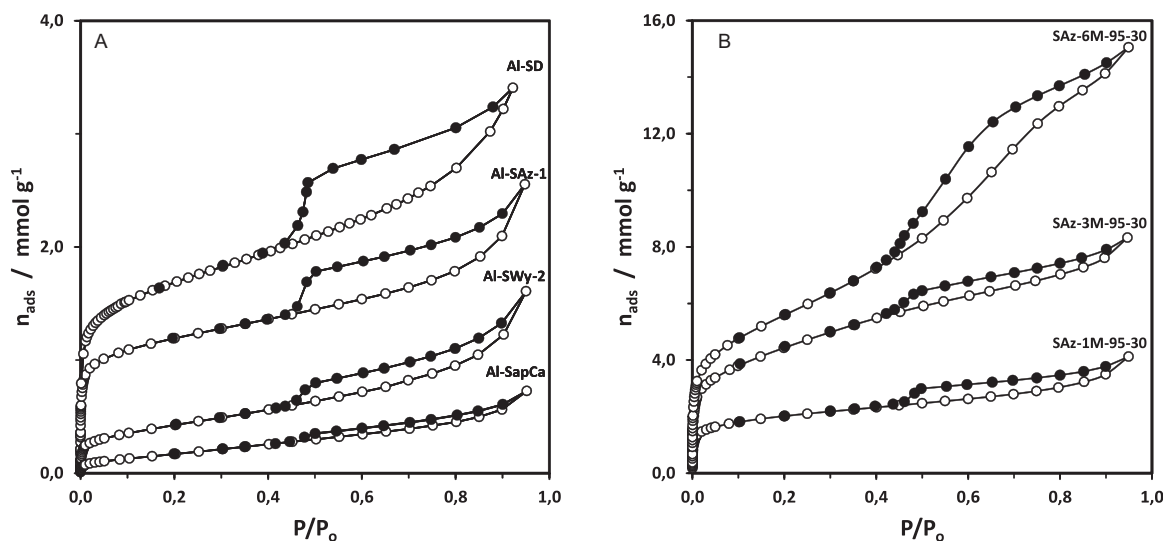 A
4,0
2,0
0,0
n_ads / mmol g⁻¹
Al-SD
Al-SAz-1
Al-SWy-2
Al-SapCa
0,0 0,2 0,4 0,6 0,8 1,0
P/P_o
B
16,0
12,0
8,0
4,0
0,0
n_ads / mmol g⁻¹
SAz-6M-95-30
SAz-3M-95-30
SAz-1M-95-30
0,0 0,2 0,4 0,6 0,8 1,0
P/P_o